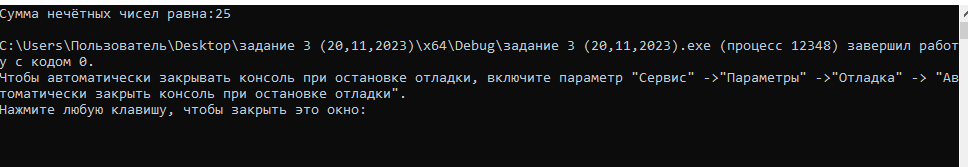 Сумма нечётных чисел равна:25
C:\Users\Пользователь\Desktop\задание 3 (20,11,2023)\x64\Debug\задание 3 (20,11,2023).exe (процесс 12348) завершил работ
у с кодом 0.
Чтобы автоматически закрывать консоль при остановке отладки, включите параметр "Сервис" ->"Параметры" ->"Отладка" -> "Ав
томатически закрыть консоль при остановке отладки".
Нажмите любую клавишу, чтобы закрыть это окно: